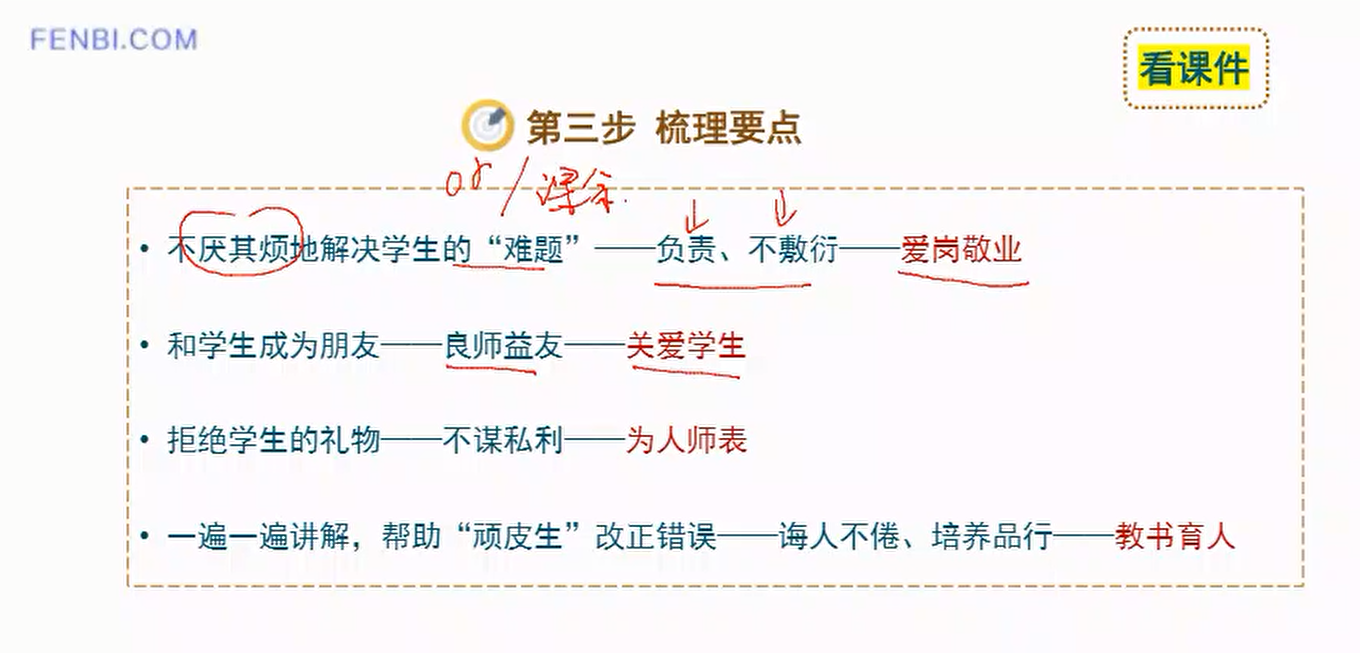 FENBI.COM
看课件
第三步 梳理要点
or / 课余
• 不厌其烦地解决学生的“难题”——负责、不敷衍——爱岗敬业
• 和学生成为朋友——良师益友——关爱学生
• 拒绝学生的礼物——不谋私利——为人师表
• 一遍一遍讲解，帮助“顽皮生”改正错误——诲人不倦、培养品行——教书育人